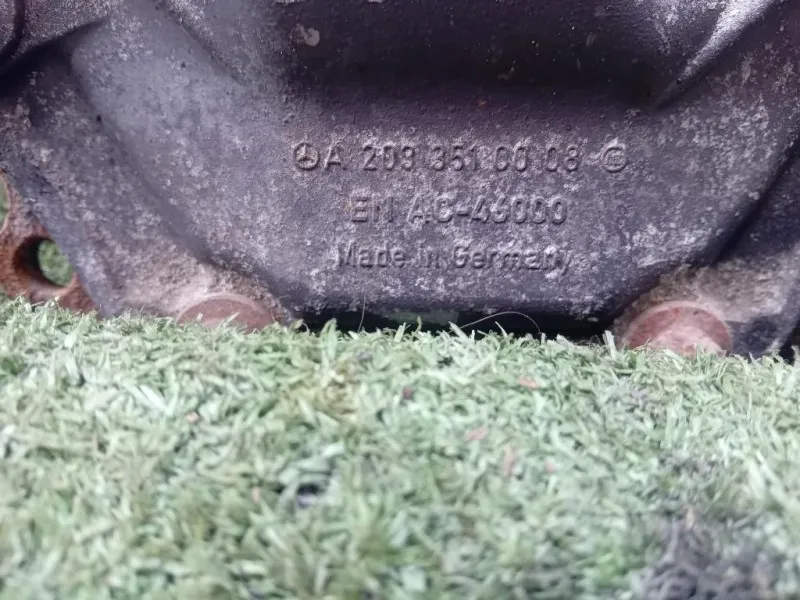 A 203 351 00 08 ©
EN AC-46000
Made in Germany